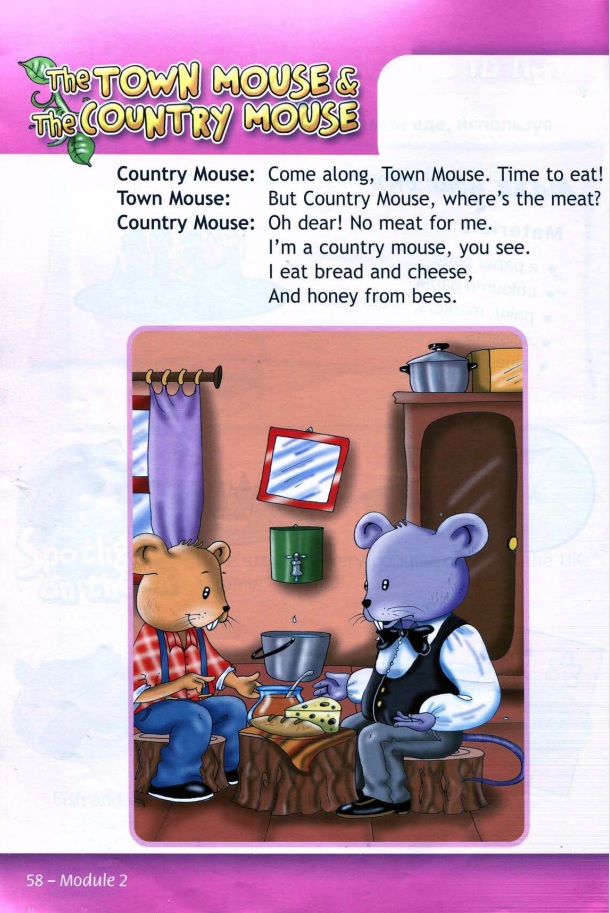 The TOWN MOUSE &
The COUNTRY MOUSE
Country Mouse: Come along, Town Mouse. Time to eat!
Town Mouse: But Country Mouse, where's the meat?
Country Mouse: Oh dear! No meat for me.
I'm a country mouse, you see.
I eat bread and cheese,
And honey from bees.
58 – Module 2